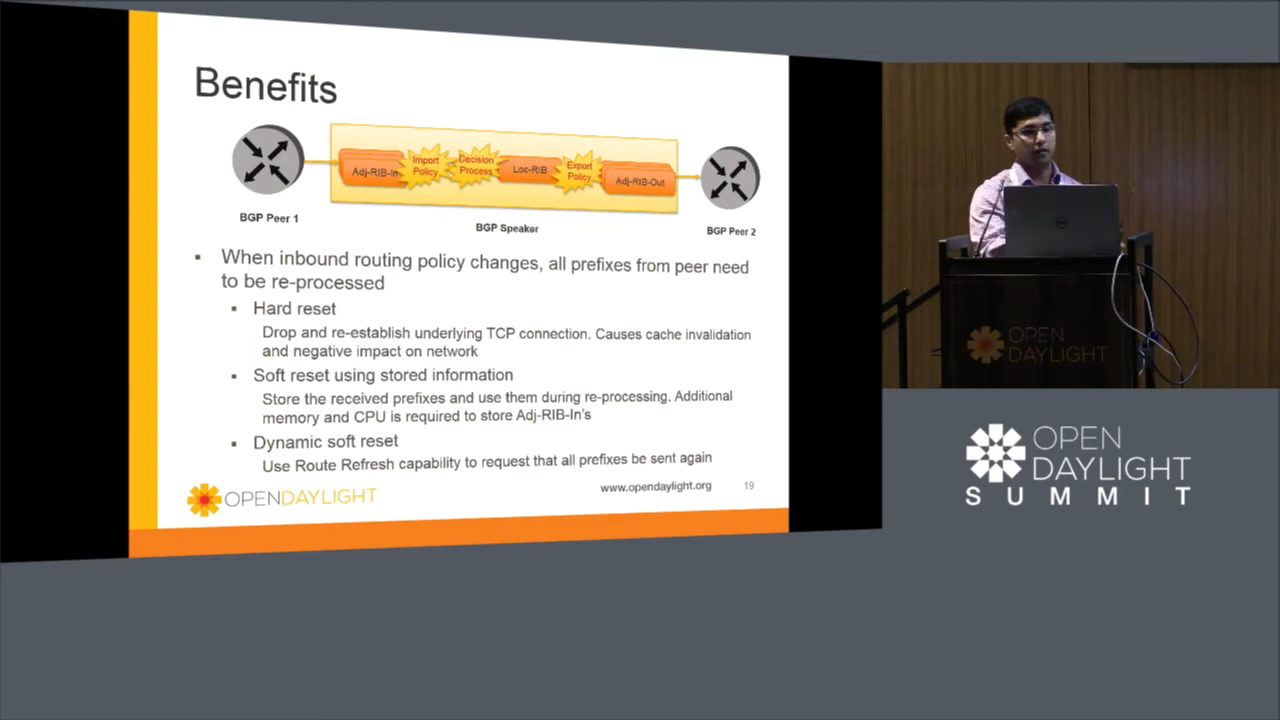 Benefits
Adj-RIB-In
Import
Policy
Decision
Process
Loc-RIB
Export
Policy
Adj-RIB-Out
BGP Peer 1
BGP Speaker
BGP Peer 2
▪ When inbound routing policy changes, all prefixes from peer need
to be re-processed
▪ Hard reset
Drop and re-establish underlying TCP connection. Causes cache invalidation
and negative impact on network
▪ Soft reset using stored information
Store the received prefixes and use them during re-processing. Additional
memory and CPU is required to store Adj-RIB-In's
▪ Dynamic soft reset
Use Route Refresh capability to request that all prefixes be sent again
OPENDAYLIGHT
www.opendaylight.org
19
OPEN
DAYLIGHT
OPEN
DAYLIGHT
SUMMIT